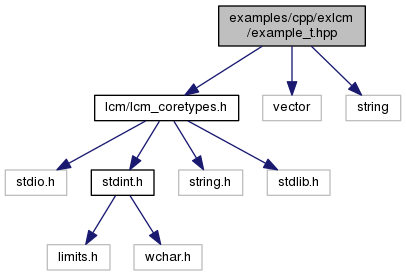 examples/cpp/exlcm
/example_t.hpp
lcm/lcm_coretypes.h
vector
string
stdio.h
stdint.h
string.h
stdlib.h
limits.h
wchar.h